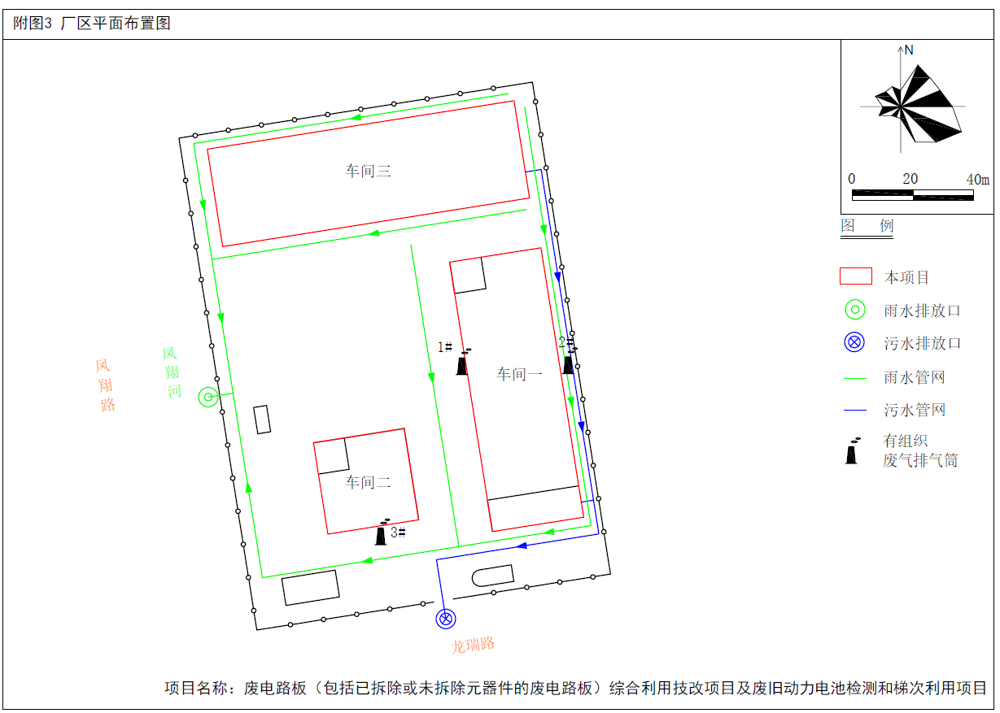 附图3 厂区平面布置图
N
0 20 40m
图 例
本项目
雨水排放口
污水排放口
雨水管网
污水管网
有组织
废气排气筒
车间三
1#
2#
车间一
凤翔路
凤翔河
车间二
3#
龙瑞路
项目名称：废电路板（包括已拆除或未拆除元器件的废电路板）综合利用技改项目及废旧动力电池检测和梯次利用项目